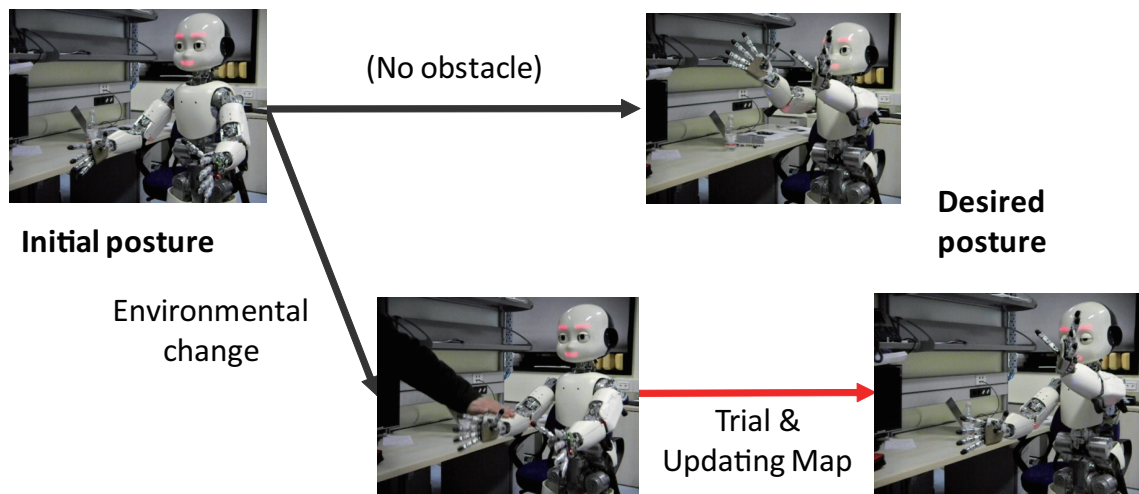 (No obstacle)
Initial posture
Desired
posture
Environmental
change
Trial &
Updating Map